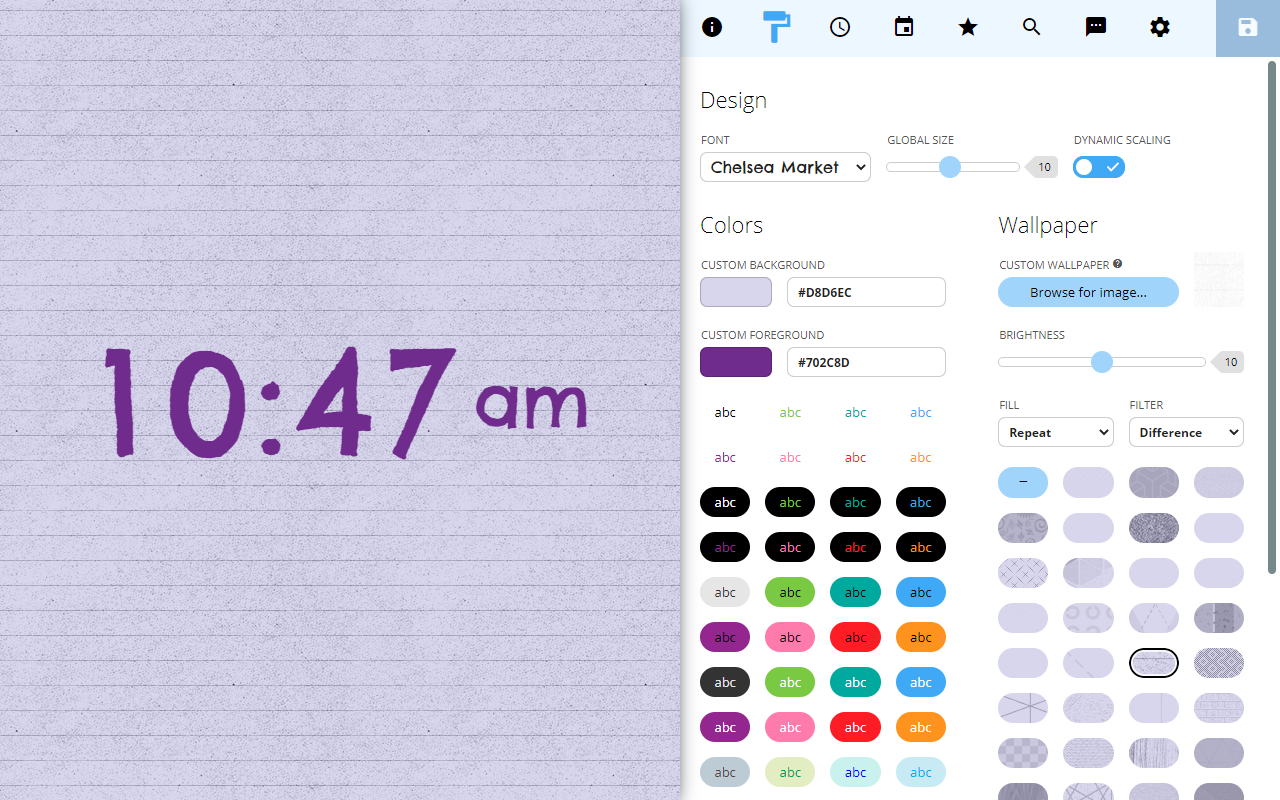 10:47 am
Design
FONT GLOBAL SIZE DYNAMIC SCALING
Chelsea Market 10
Colors
CUSTOM BACKGROUND
#D8D6EC
CUSTOM FOREGROUND
#702C8D
abc abc abc abc
abc abc abc abc
abc abc abc abc
abc abc abc abc
abc abc abc abc
abc abc abc abc
abc abc abc abc
abc abc abc abc
abc abc abc abc
Wallpaper
CUSTOM WALLPAPER
Browse for image...
BRIGHTNESS
10
FILL FILTER
Repeat Difference
–